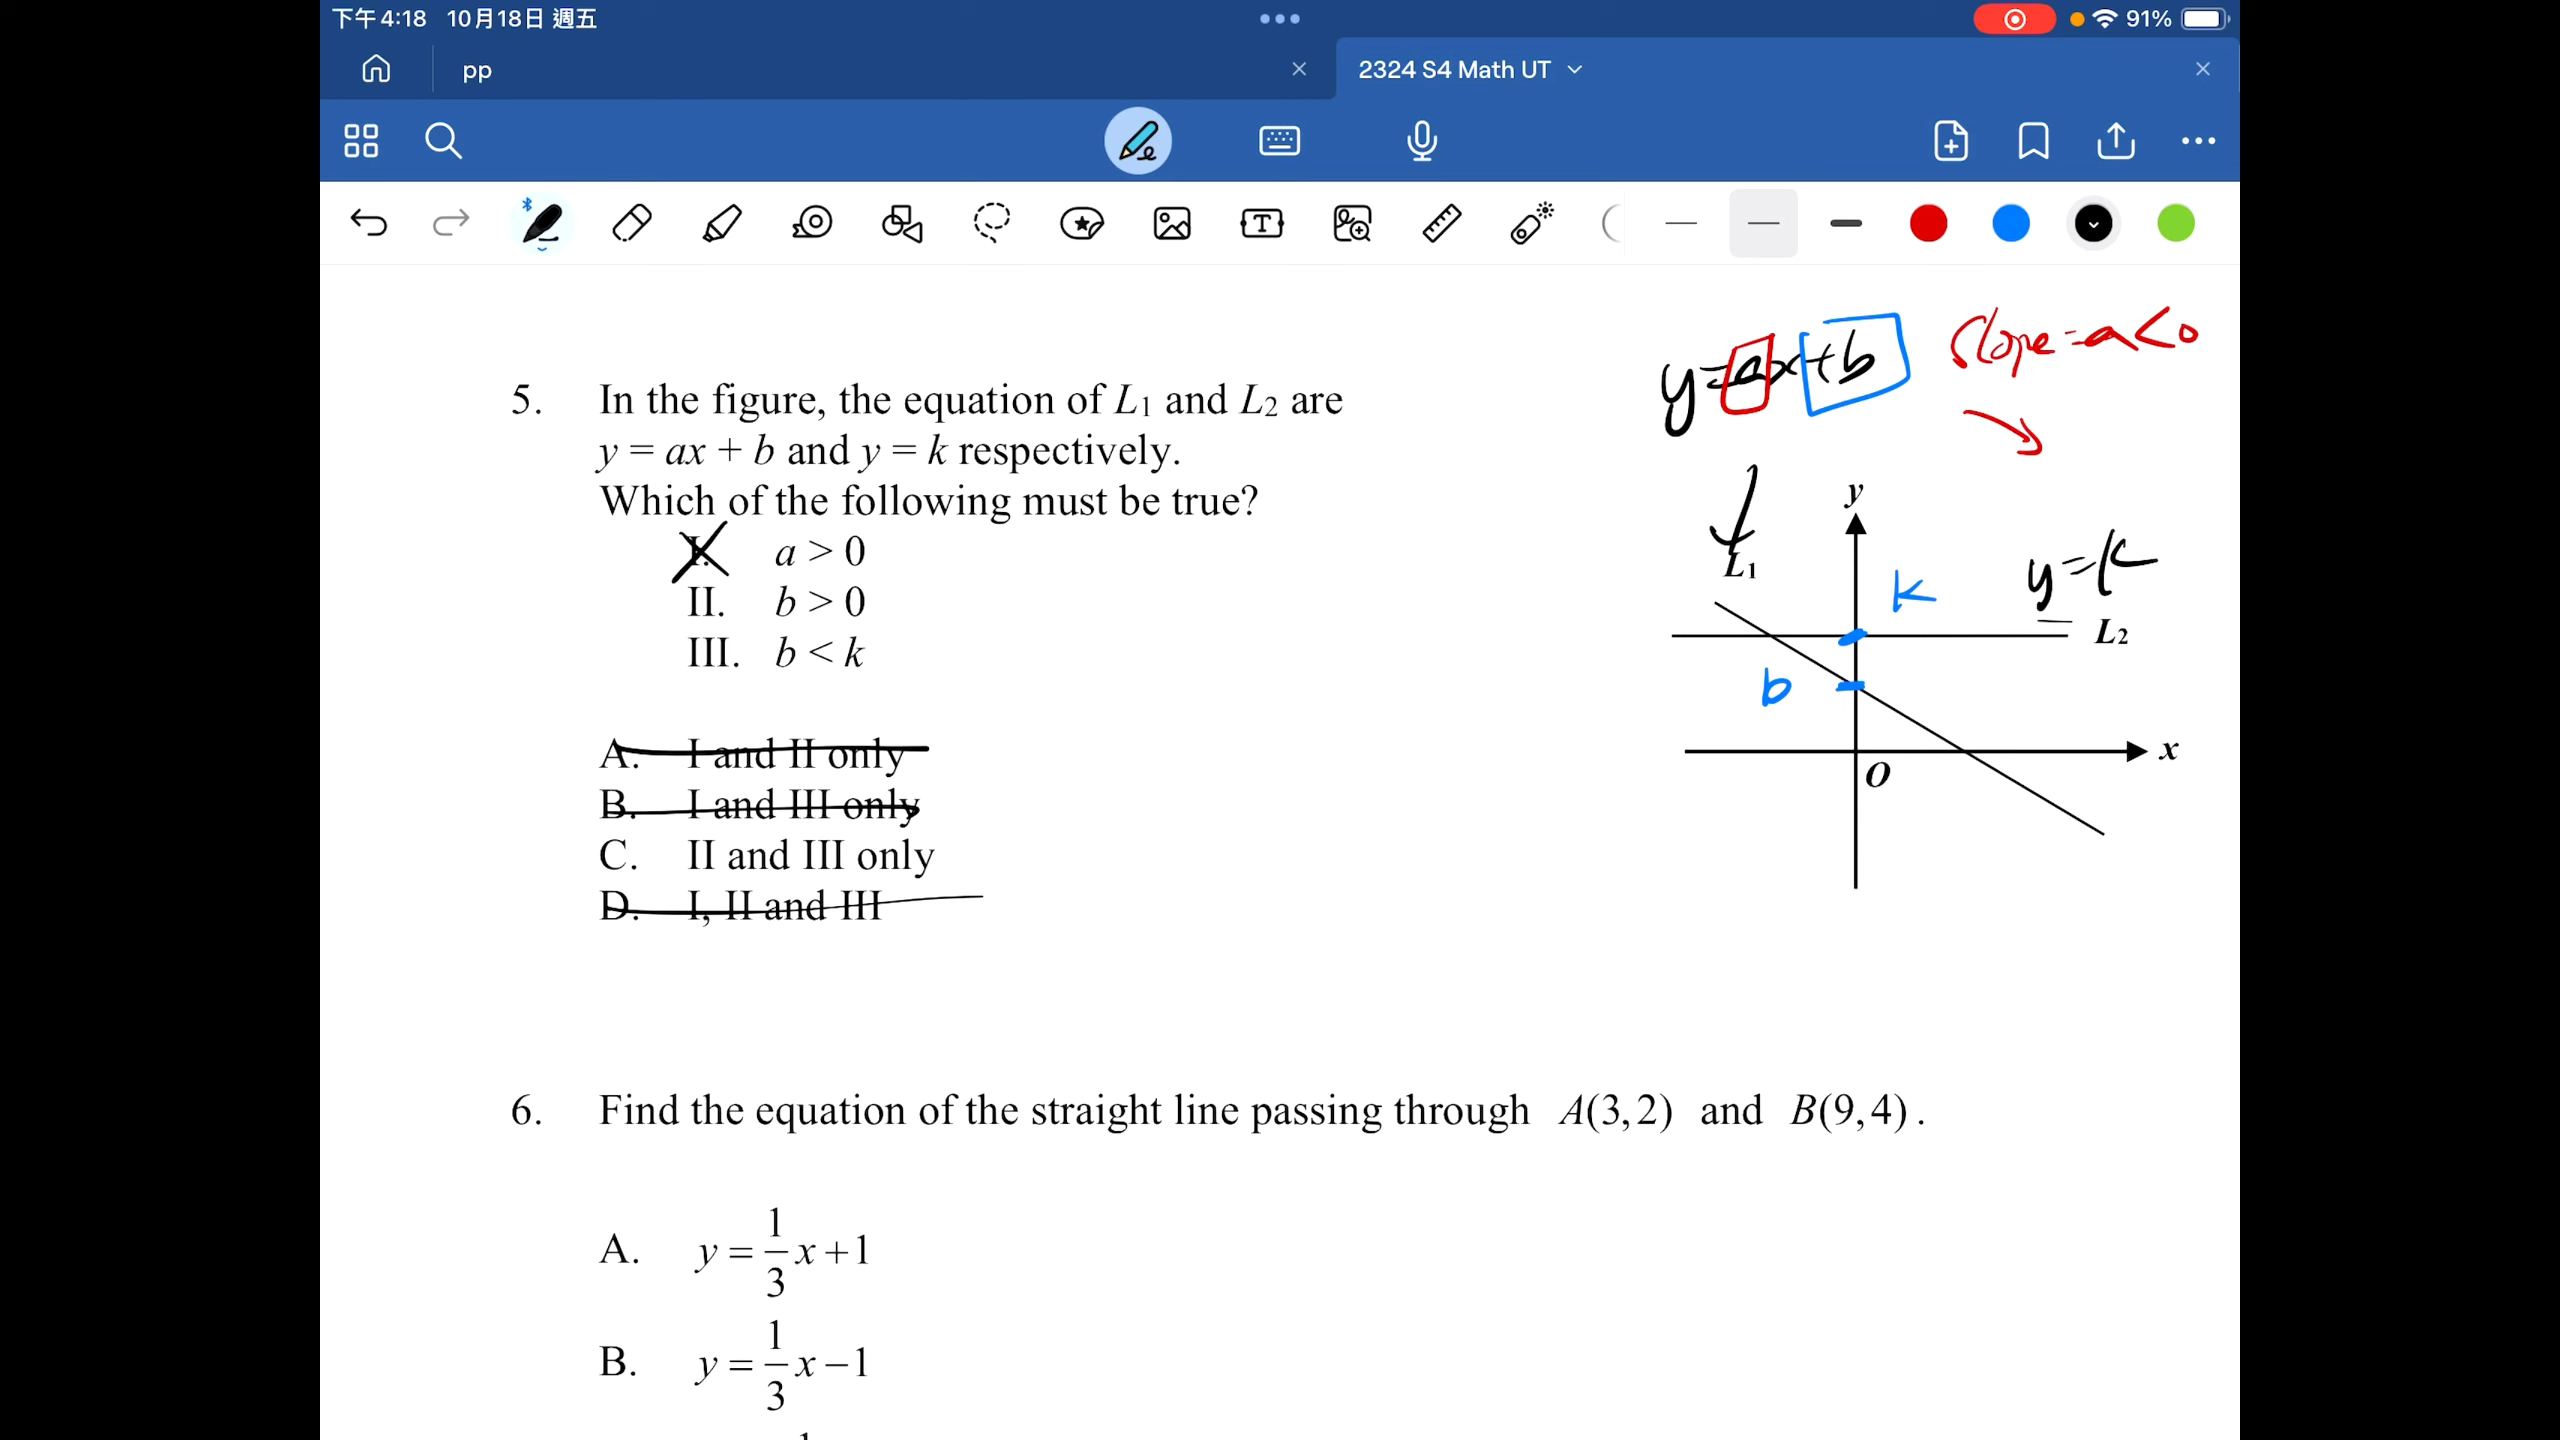 下午4:18 10月18日 週五
91%
pp
2324 S4 Math UT
y=ax+b
Slope=a<0
5. In the figure, the equation of L1 and L2 are
y = ax + b and y = k respectively.
Which of the following must be true?
I. a > 0
II. b > 0
III. b < k
A. I and II only
B. I and III only
C. II and III only
D. I, II and III
y
L1
k
y=k
L2
b
x
O
6. Find the equation of the straight line passing through A(3,2) and B(9,4).
A. y = 1/3 x + 1
B. y = 1/3 x − 1